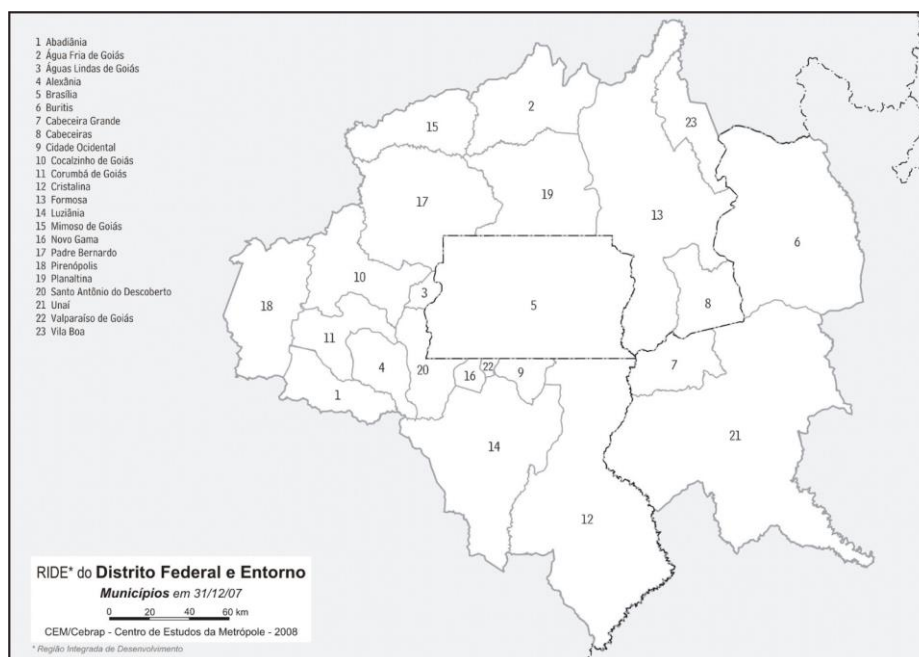 1 Abadiânia
2 Água Fria de Goiás
3 Águas Lindas de Goiás
4 Alexânia
5 Brasília
6 Buritis
7 Cabeceira Grande
8 Cabeceiras
9 Cidade Ocidental
10 Cocalzinho de Goiás
11 Corumbá de Goiás
12 Cristalina
13 Formosa
14 Luziânia
15 Mimoso de Goiás
16 Novo Gama
17 Padre Bernardo
18 Pirenópolis
19 Planaltina
20 Santo Antônio do Descoberto
21 Unaí
22 Valparaíso de Goiás
23 Vila Boa
2
15
23
17
19
13
6
10
3
5
8
18
11
4
20
16
22
9
7
1
14
21
12
RIDE* do Distrito Federal e Entorno
Municípios em 31/12/07
0 20 40 60 km
CEM/Cebrap - Centro de Estudos da Metrópole - 2008
* Região Integrada de Desenvolvimento